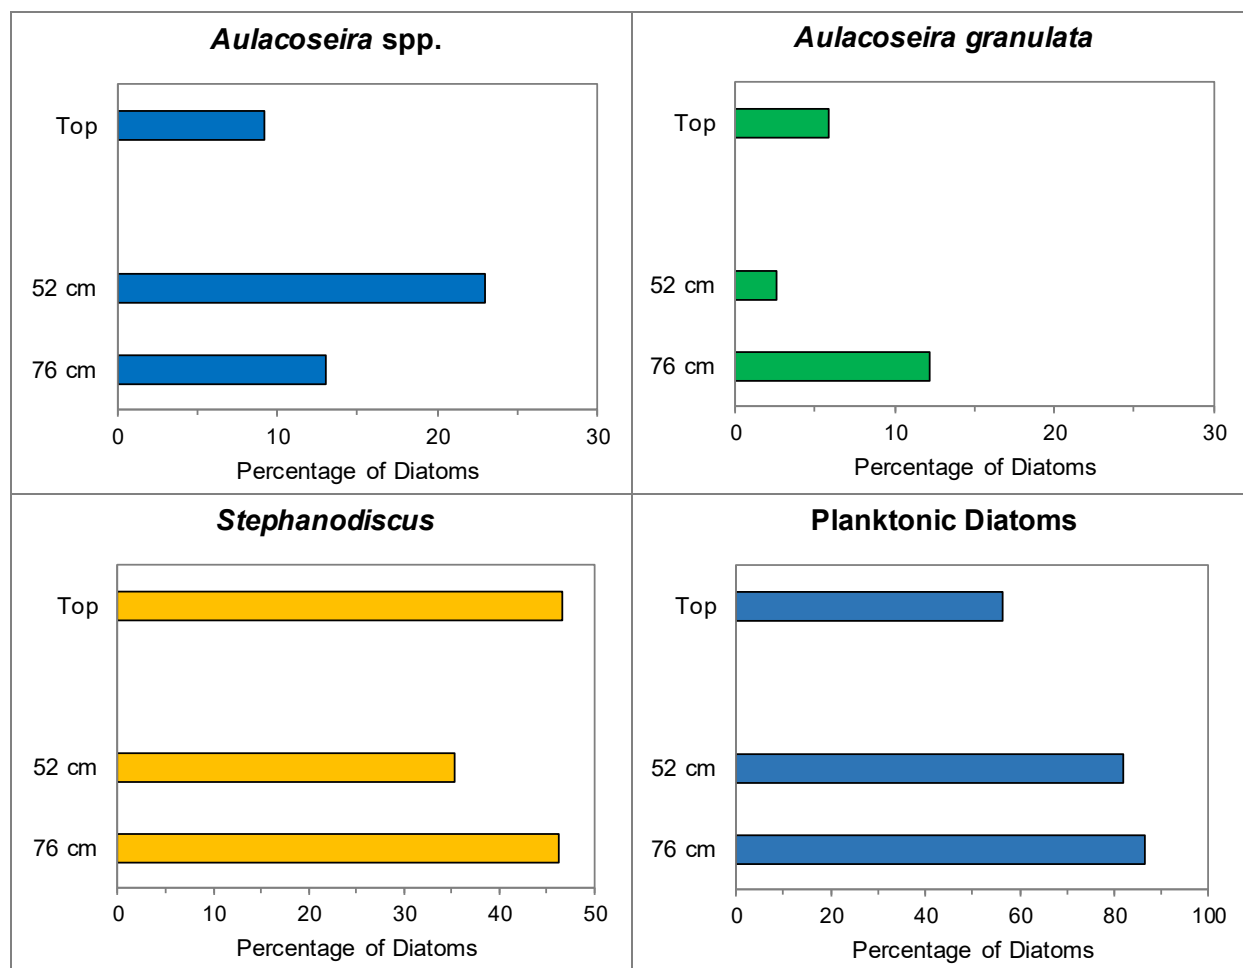 Aulacoseira spp.
Top
52 cm
76 cm
0 10 20 30
Percentage of Diatoms
Aulacoseira granulata
Top
52 cm
76 cm
0 10 20 30
Percentage of Diatoms
Stephanodiscus
Top
52 cm
76 cm
0 10 20 30 40 50
Percentage of Diatoms
Planktonic Diatoms
Top
52 cm
76 cm
0 20 40 60 80 100
Percentage of Diatoms